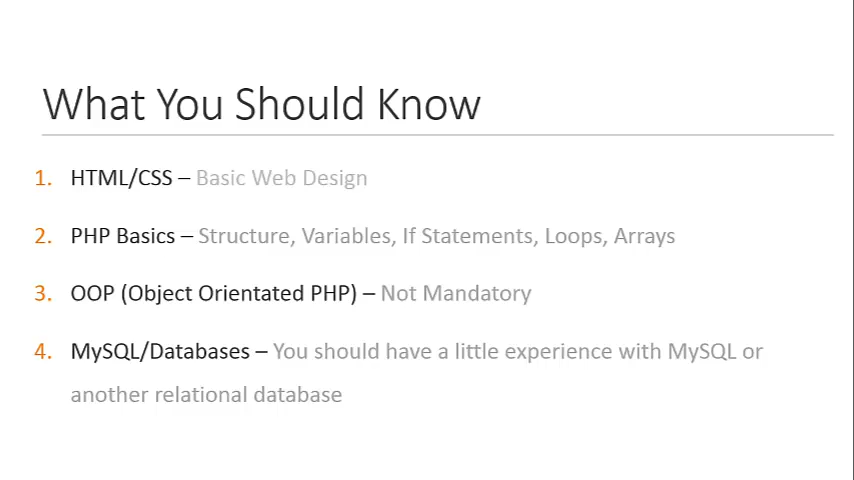 What You Should Know
1. HTML/CSS – Basic Web Design
2. PHP Basics – Structure, Variables, If Statements, Loops, Arrays
3. OOP (Object Orientated PHP) – Not Mandatory
4. MySQL/Databases – You should have a little experience with MySQL or
another relational database